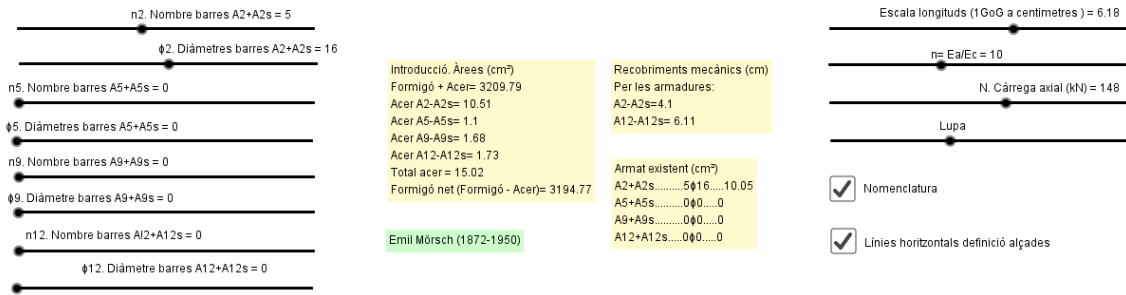 n2. Nombre barres A2+A2s = 5
ϕ2. Diàmetres barres A2+A2s = 16
n5. Nombre barres A5+A5s = 0
ϕ5. Diàmetres barres A5+A5s = 0
n9. Nombre barres A9+A9s = 0
ϕ9. Diàmetre barres A9+A9s = 0
n12. Nombre barres A!2+A12s = 0
ϕ12. Diàmetre barres A12+A12s = 0
Introducció. Àrees (cm²)
Formigó + Acer= 3209.79
Acer A2-A2s= 10.51
Acer A5-A5s= 1.1
Acer A9-A9s= 1.68
Acer A12-A12s= 1.73
Total acer = 15.02
Formigó net (Formigó - Acer)= 3194.77
Emil Mörsch (1872-1950)
Recobriments mecànics (cm)
Per les armadures:
A2-A2s=4.1
A12-A12s= 6.11
Armat existent (cm²)
A2+A2s.........5ϕ16....10.05
A5+A5s.........0ϕ0....0
A9+A9s.........0ϕ0....0
A12+A12s.....0ϕ0....0
Escala longituds (1GoG a centimetres ) = 6.18
n= Ea/Ec = 10
N. Càrrega axial (kN) = 148
Lupa
Nomenclatura
Línies horitzontals definició alçades